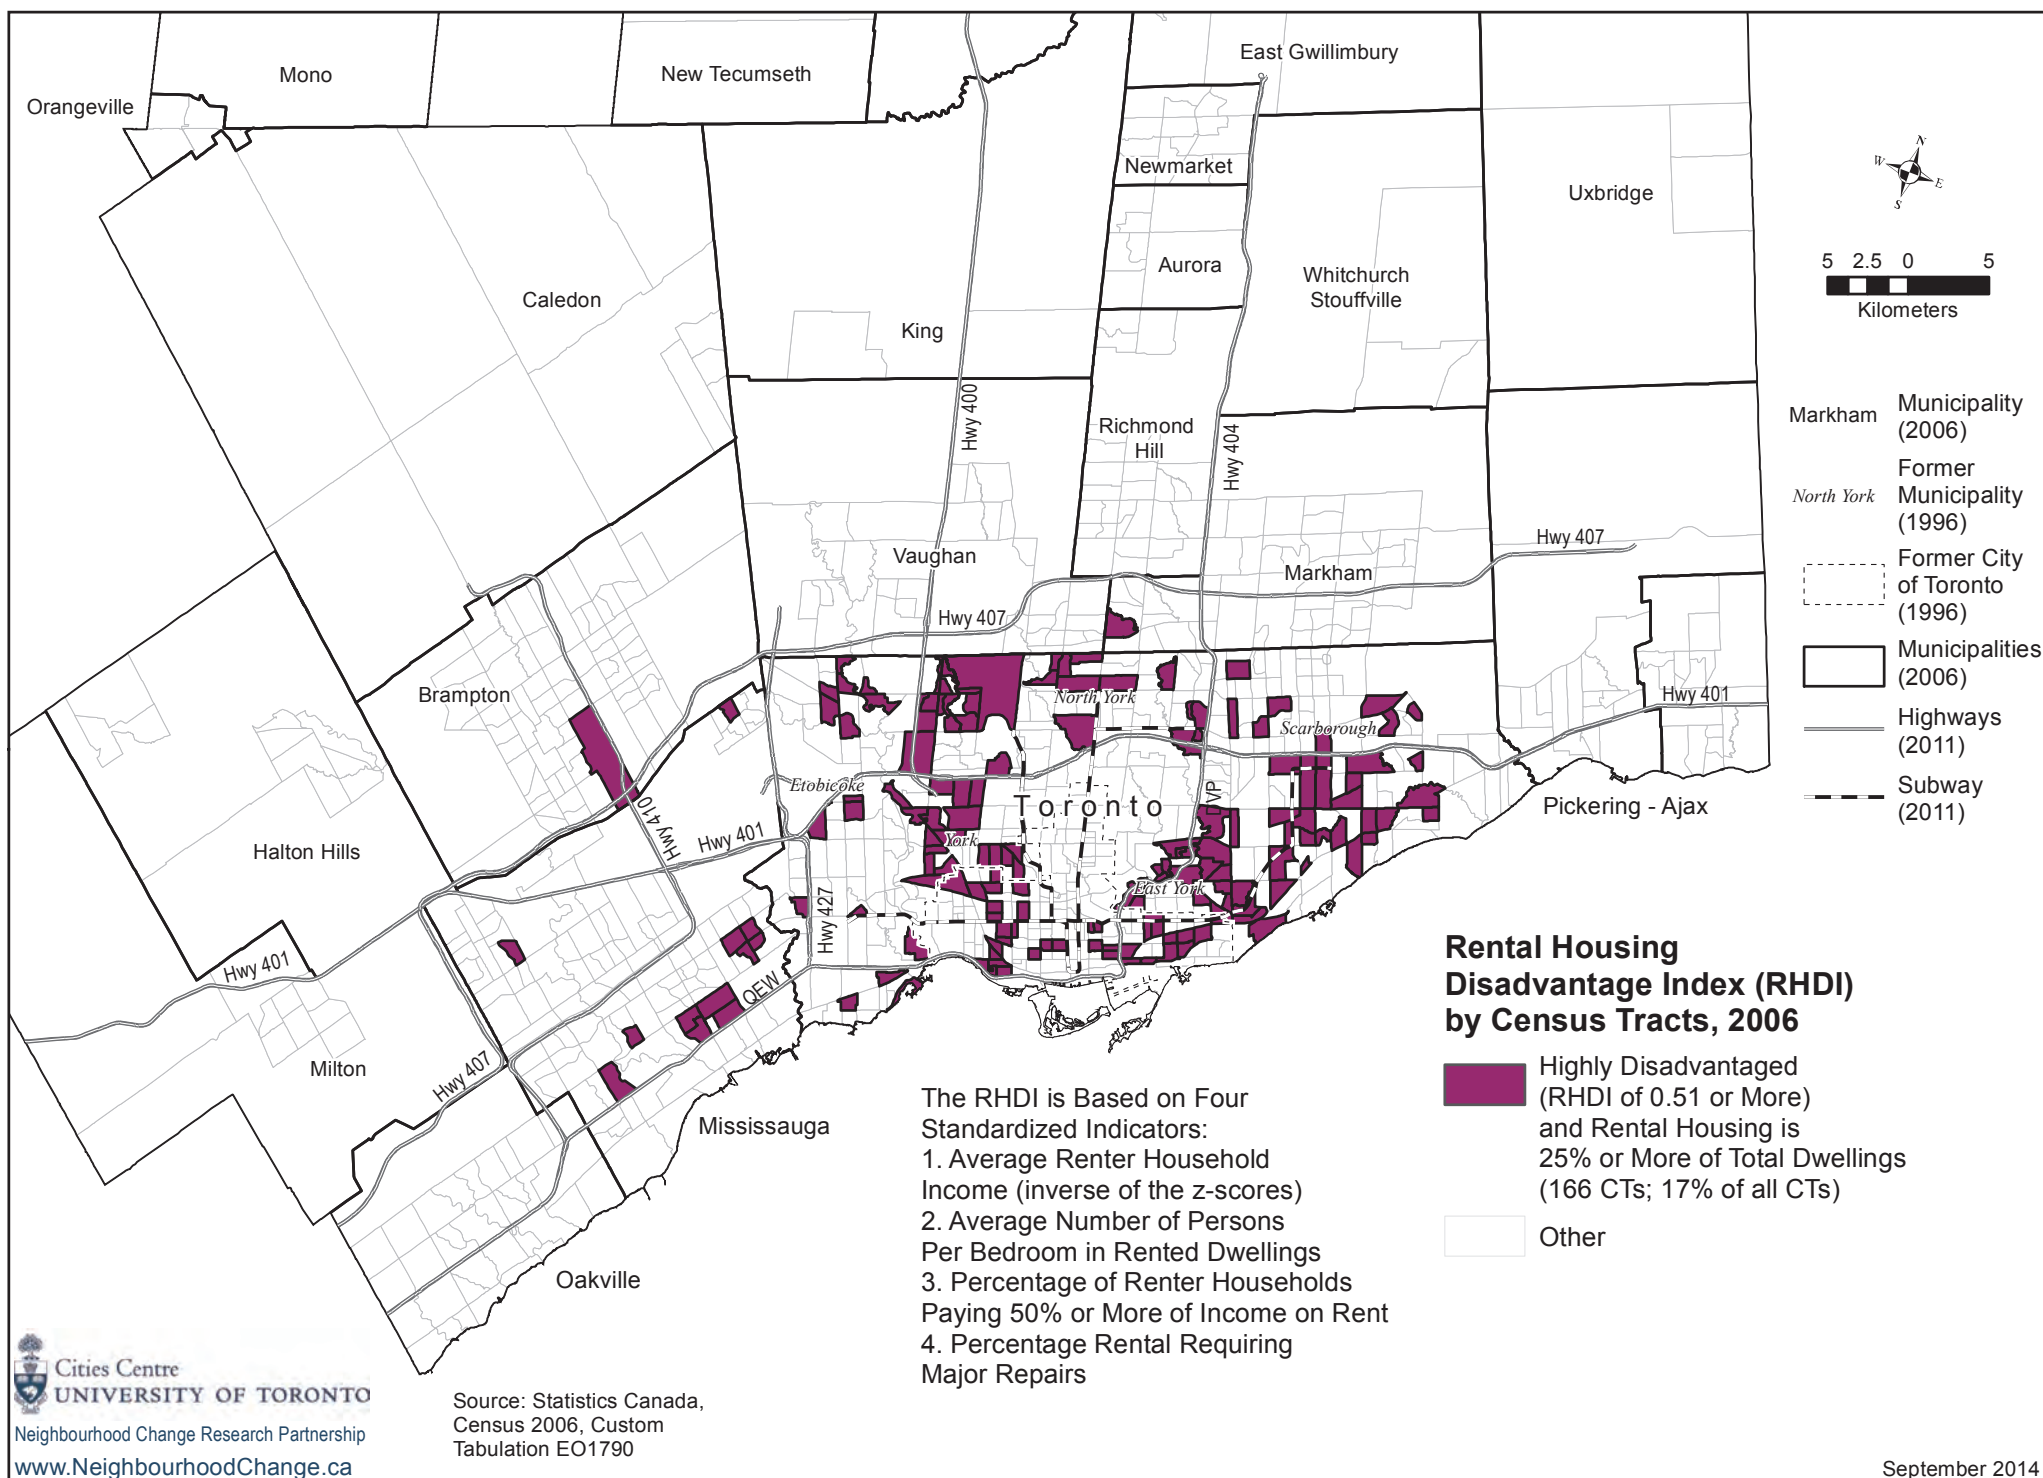 Mono
New Tecumseth
East Gwillimbury
Orangeville
Newmarket
Uxbridge
N
W
E
S
Aurora
Whitchurch
Stouffville
Caledon
King
5 2.5 0 5
Kilometers
Hwy 400
Richmond
Hill
Hwy 404
Markham
Municipality
(2006)
North York
Former
Municipality
(1996)
Former City
of Toronto
(1996)
Municipalities
(2006)
Highways
(2011)
Subway
(2011)
Vaughan
Markham
Hwy 407
Hwy 407
Brampton
North York
Scarborough
Hwy 401
Etobicoke
Toronto
DVP
Pickering - Ajax
Hwy 410
Hwy 401
York
Halton Hills
East York
Hwy 427
Hwy 401
QEW
Milton
Hwy 407
Mississauga
Oakville
Rental Housing
Disadvantage Index (RHDI)
by Census Tracts, 2006
Highly Disadvantaged
(RHDI of 0.51 or More)
and Rental Housing is
25% or More of Total Dwellings
(166 CTs; 17% of all CTs)
Other
The RHDI is Based on Four
Standardized Indicators:
1. Average Renter Household
Income (inverse of the z-scores)
2. Average Number of Persons
Per Bedroom in Rented Dwellings
3. Percentage of Renter Households
Paying 50% or More of Income on Rent
4. Percentage Rental Requiring
Major Repairs
Cities Centre
UNIVERSITY OF TORONTO
Neighbourhood Change Research Partnership
www.NeighbourhoodChange.ca
Source: Statistics Canada,
Census 2006, Custom
Tabulation EO1790
September 2014